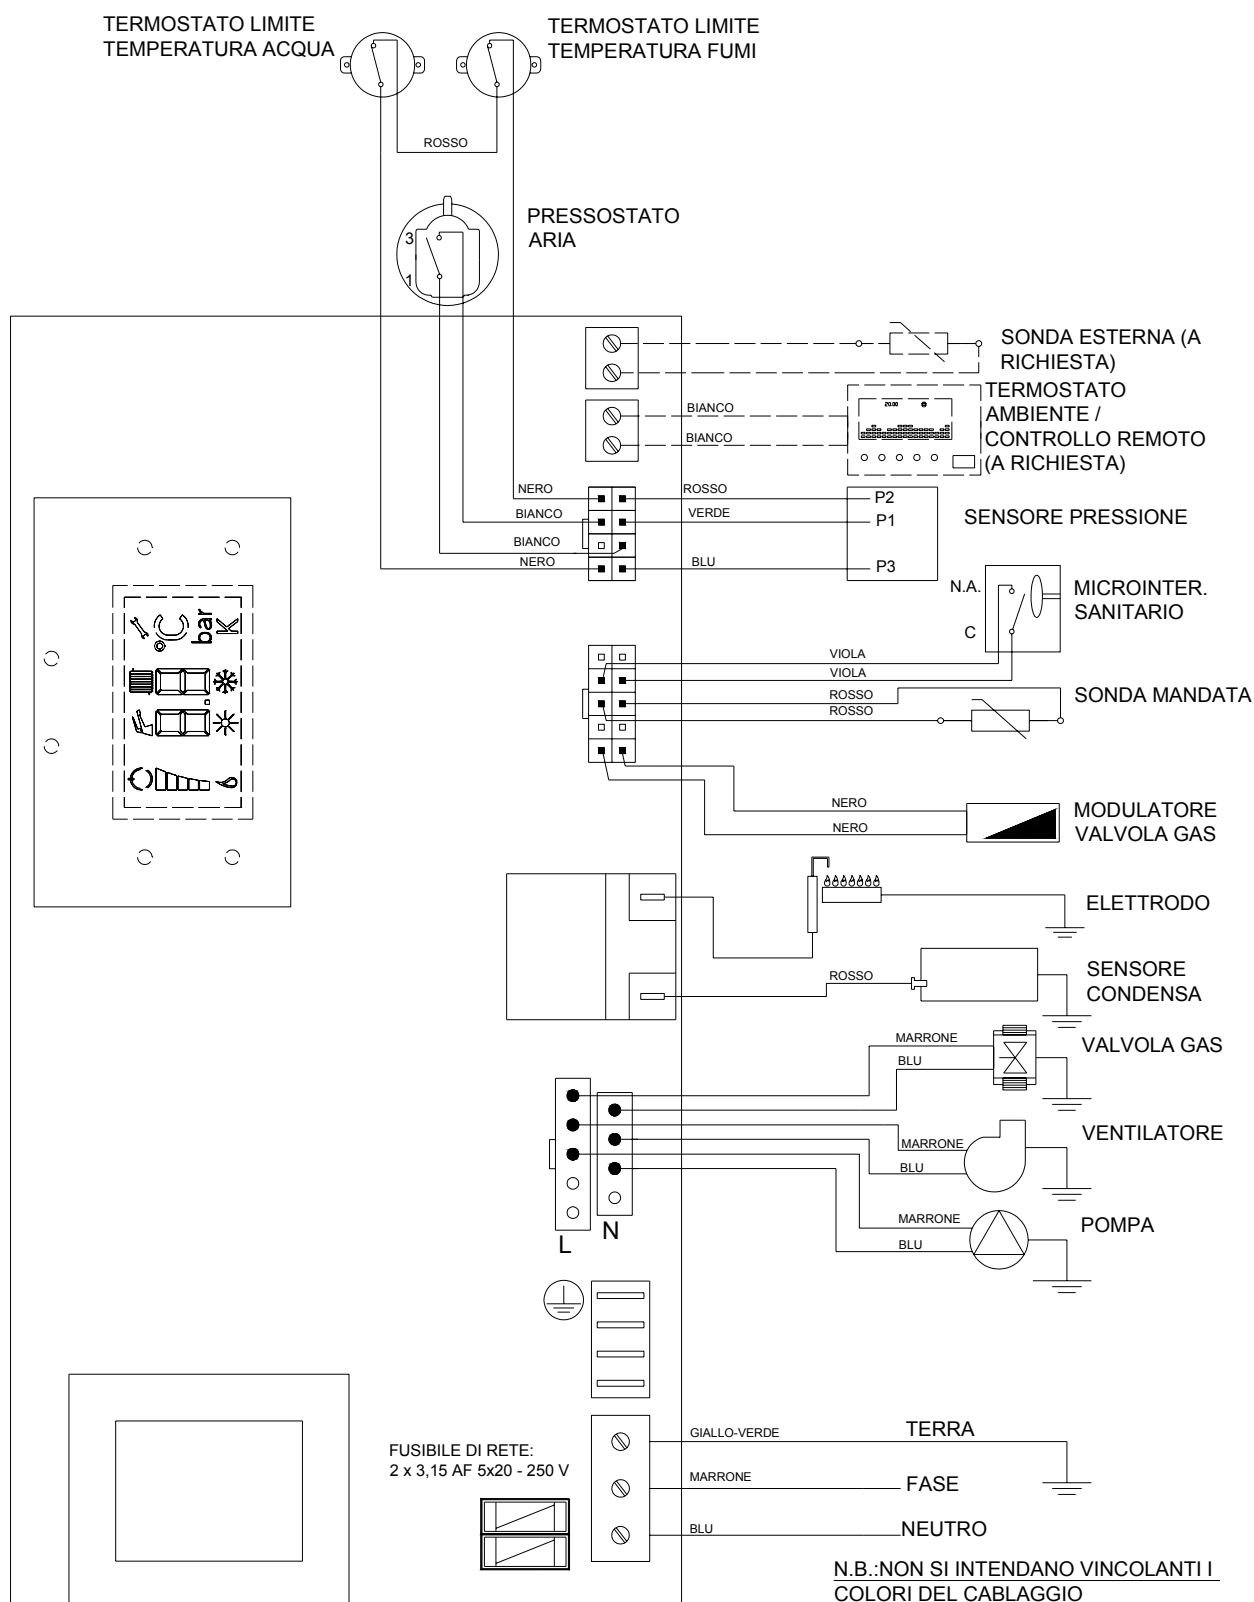 TERMOSTATO LIMITE
TEMPERATURA ACQUA
TERMOSTATO LIMITE
TEMPERATURA FUMI
ROSSO
PRESSOSTATO
ARIA
3
1
SONDA ESTERNA (A
RICHIESTA)
TERMOSTATO
AMBIENTE /
CONTROLLO REMOTO
(A RICHIESTA)
20.00
BIANCO
BIANCO
NERO
ROSSO
P2
BIANCO
VERDE
P1
SENSORE PRESSIONE
BIANCO
NERO
BLU
P3
N.A.
C
MICROINTER.
SANITARIO
°C
bar
K
VIOLA
VIOLA
ROSSO
ROSSO
SONDA MANDATA
NERO
NERO
MODULATORE
VALVOLA GAS
ELETTRODO
ROSSO
SENSORE
CONDENSA
MARRONE
BLU
VALVOLA GAS
MARRONE
BLU
VENTILATORE
MARRONE
BLU
POMPA
L
N
FUSIBILE DI RETE:
2 x 3,15 AF 5x20 - 250 V
GIALLO-VERDE
TERRA
MARRONE
FASE
BLU
NEUTRO
N.B.:NON SI INTENDANO VINCOLANTI I
COLORI DEL CABLAGGIO